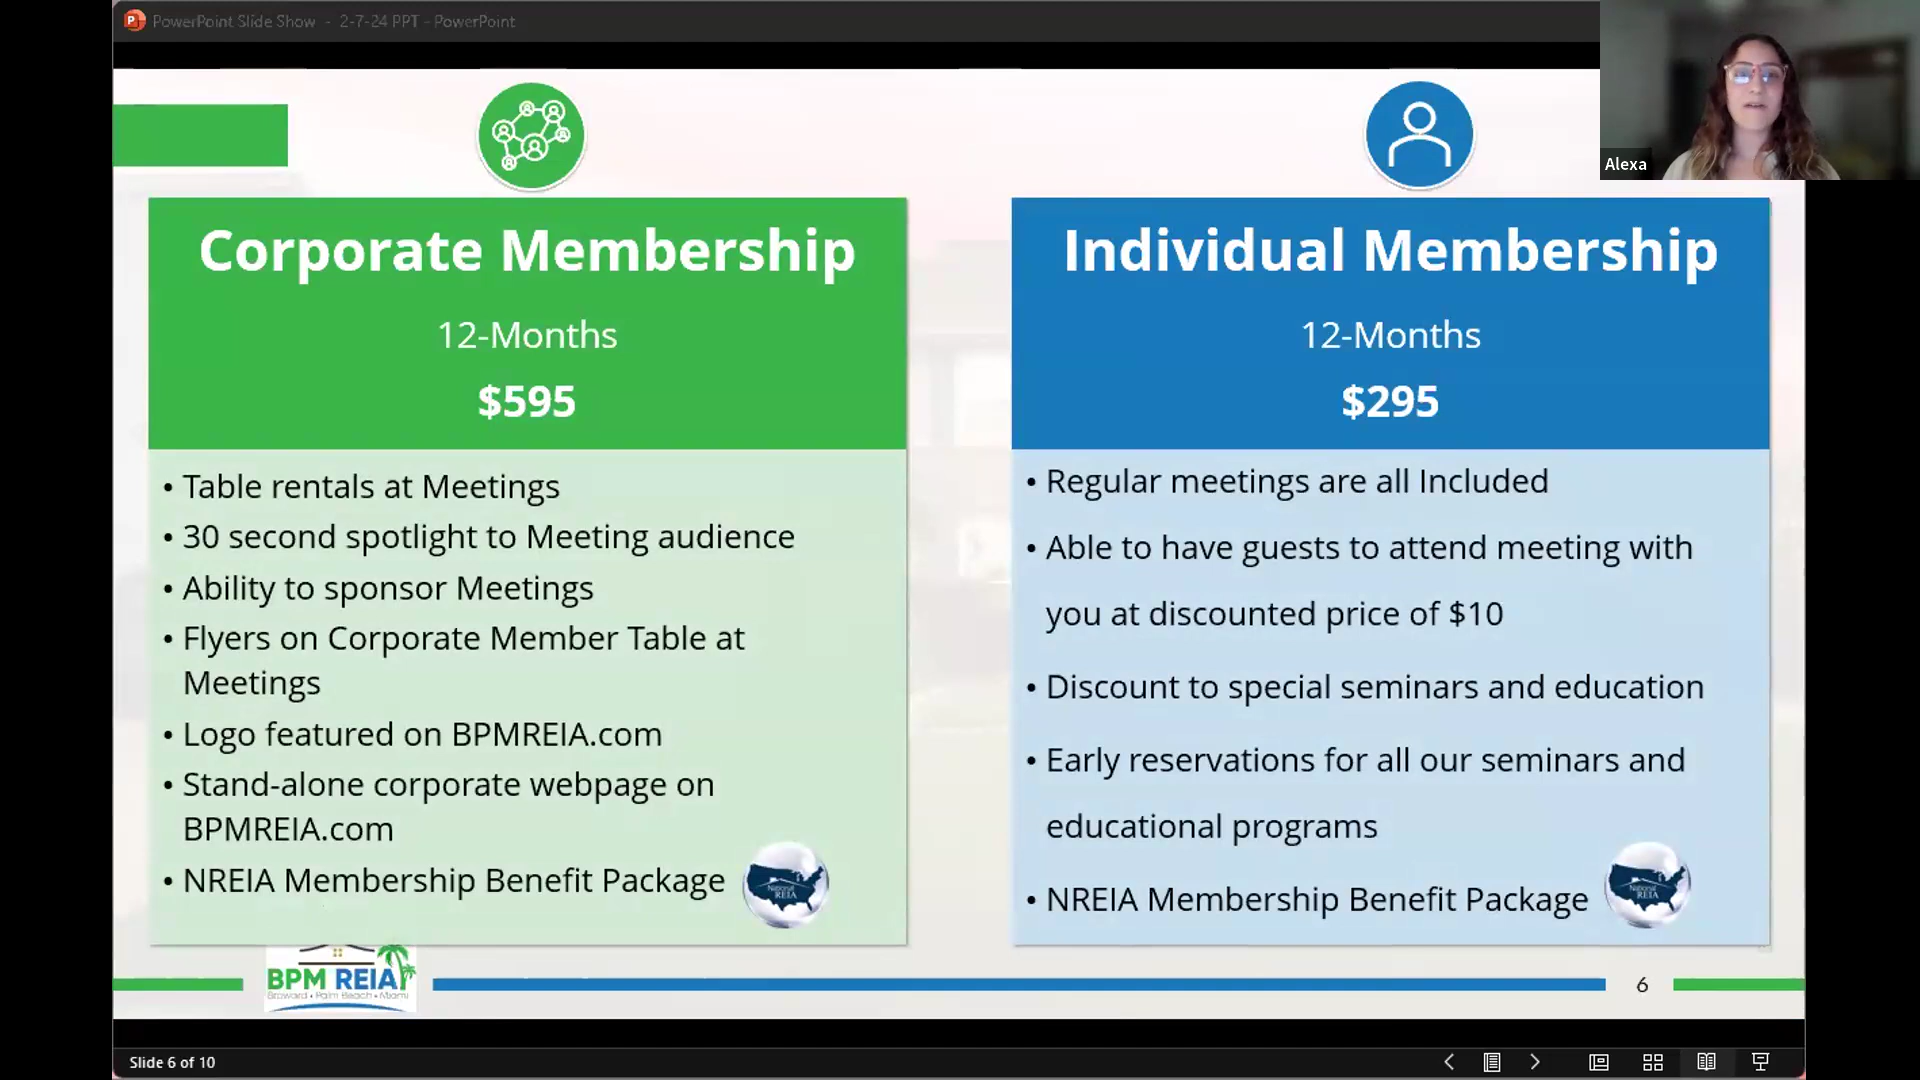 PowerPoint Slide Show - 2-7-24 PPT - PowerPoint
Alexa
Corporate Membership
12-Months
$595
• Table rentals at Meetings
• 30 second spotlight to Meeting audience
• Ability to sponsor Meetings
• Flyers on Corporate Member Table at
Meetings
• Logo featured on BPMREIA.com
• Stand-alone corporate webpage on
BPMREIA.com
• NREIA Membership Benefit Package
National
REIA
Individual Membership
12-Months
$295
• Regular meetings are all Included
• Able to have guests to attend meeting with
you at discounted price of $10
• Discount to special seminars and education
• Early reservations for all our seminars and
educational programs
• NREIA Membership Benefit Package
National
REIA
BPM REIA
Broward • Palm Beach • Miami
6
Slide 6 of 10